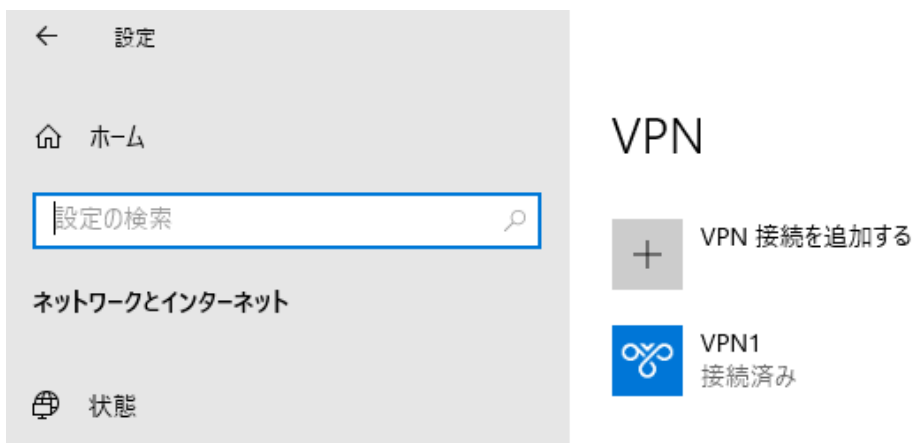 設定
ホーム
設定の検索
ネットワークとインターネット
状態
VPN
VPN 接続を追加する
VPN1
接続済み